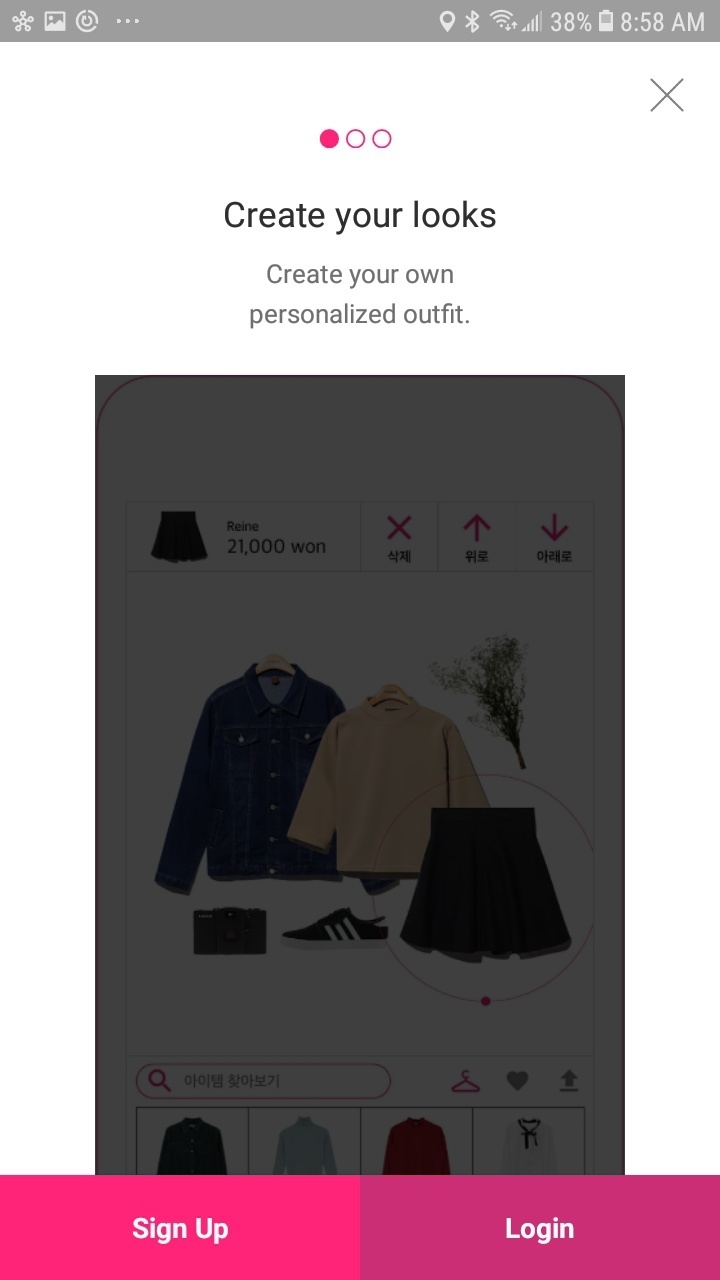 38% 8:58 AM
Create your looks
Create your own
personalized outfit.
Reine
21,000 won
삭제
위로
아래로
아이템 찾아보기
Sign Up
Login